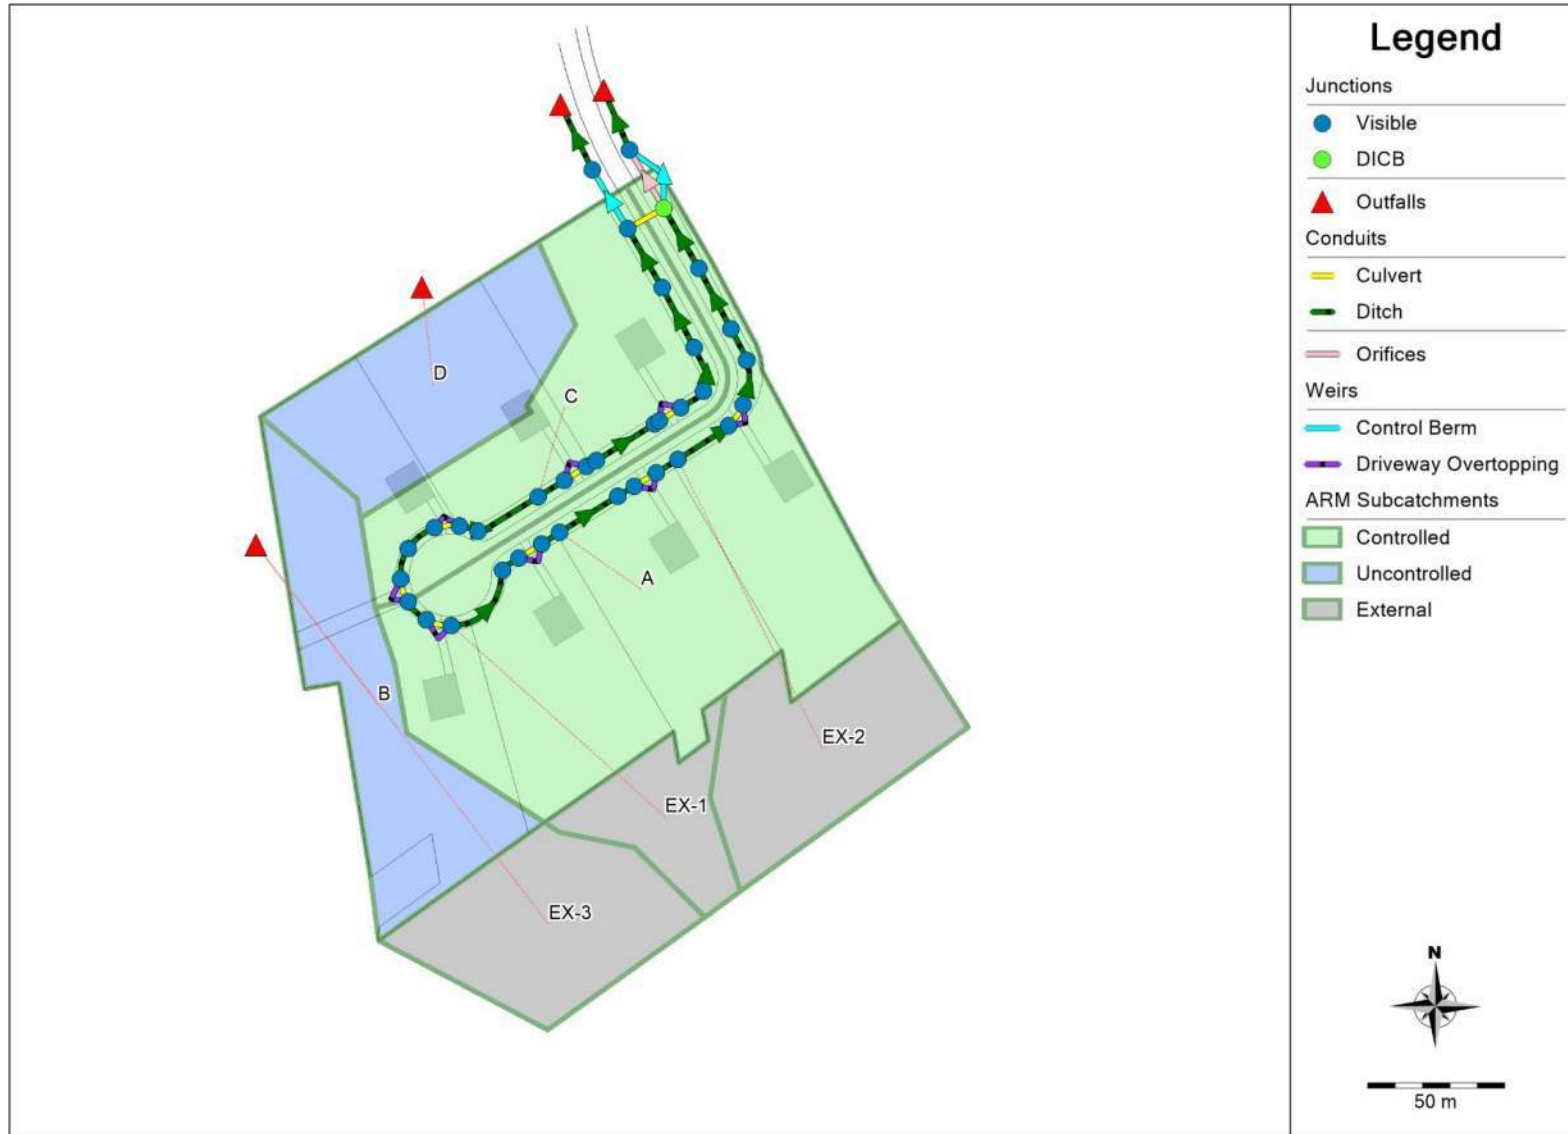 Legend
Junctions
Visible
DICB
Outfalls
Conduits
Culvert
Ditch
Orifices
Weirs
Control Berm
Driveway Overtopping
ARM Subcatchments
Controlled
Uncontrolled
External
D
C
A
B
EX-2
EX-1
EX-3
N
50 m